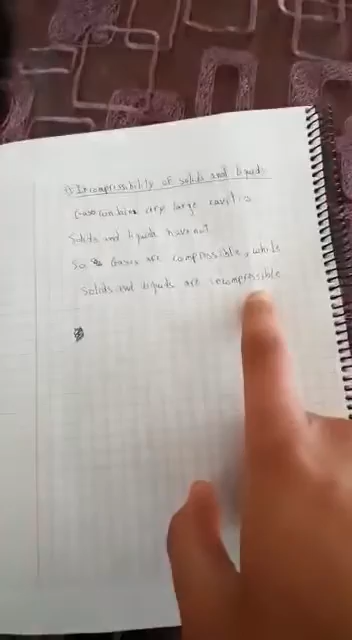 Incompressibility of solids and liquids
Gases contain very large cavities
Solids and liquids have not
So Gases are compressible, while
solids and liquids are incompressible